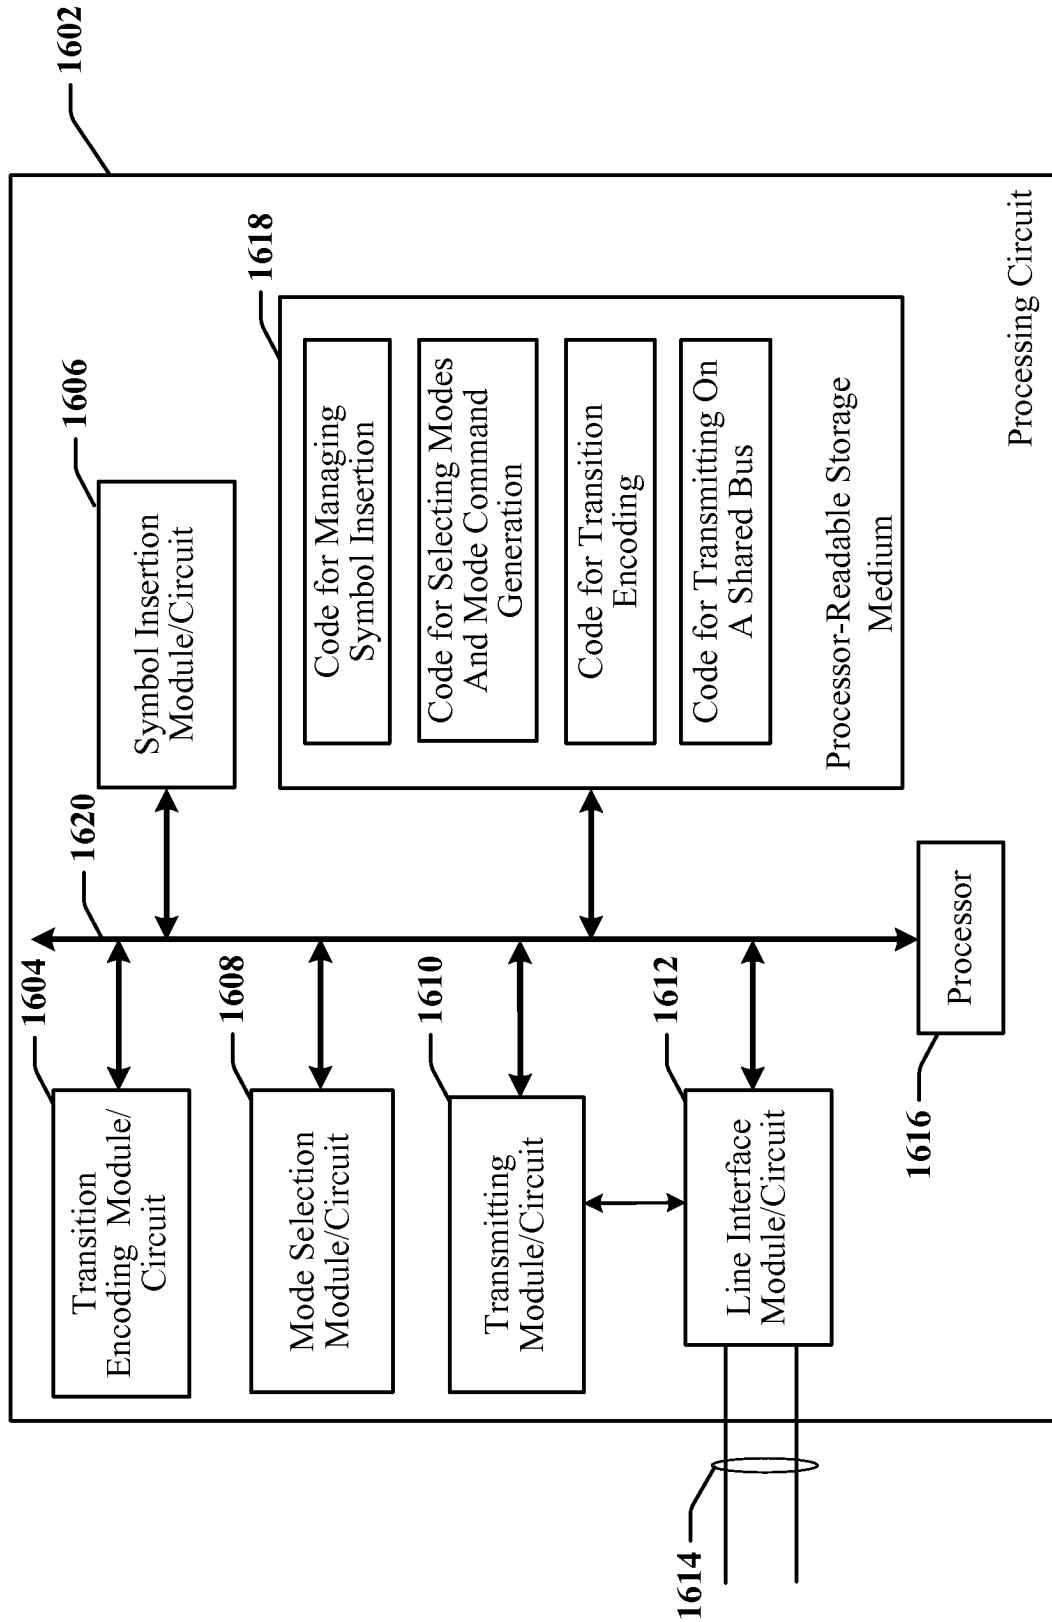 1602
1606
Symbol Insertion
Module/Circuit
1618
Code for Managing
Symbol Insertion
Code for Selecting Modes
And Mode Command
Generation
Code for Transition
Encoding
Code for Transmitting On
A Shared Bus
Processor-Readable Storage
Medium
Processing Circuit
1620
1604
Transition
Encoding Module/
Circuit
1608
Mode Selection
Module/Circuit
1610
Transmitting
Module/Circuit
1612
Line Interface
Module/Circuit
1614
Processor
1616